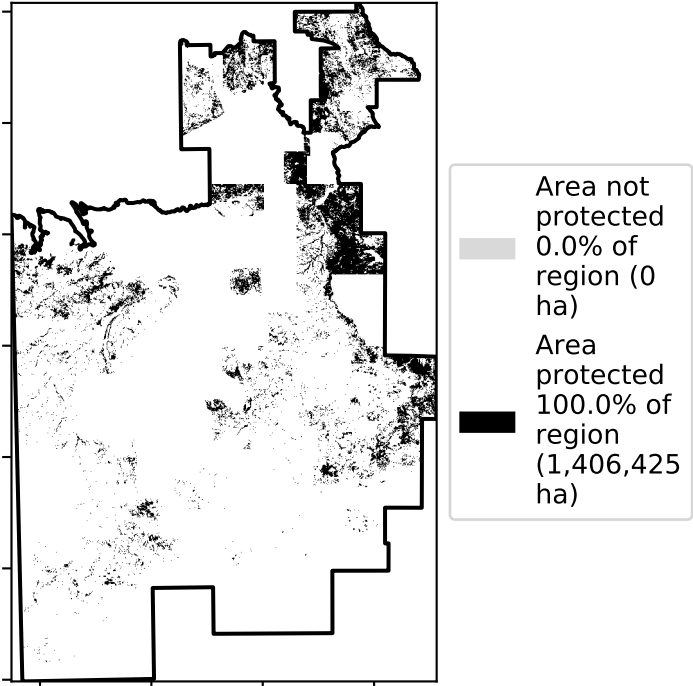 Area not
protected
0.0% of
region (0
ha)
Area
protected
100.0% of
region
(1,406,425
ha)